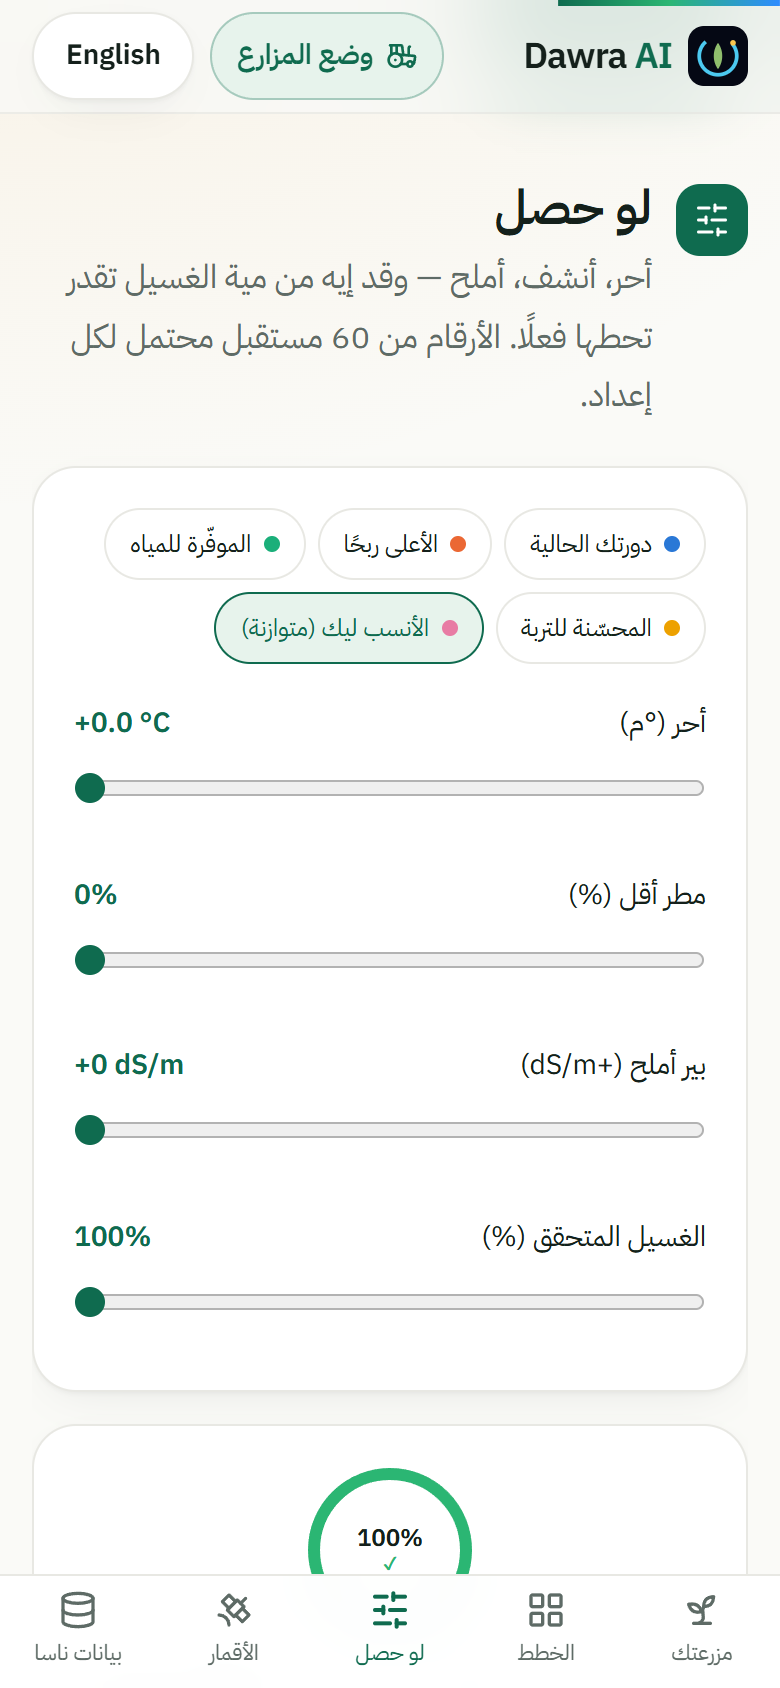 Dawra AI
وضع المزارع
English
لو حصل
أحر، أنشف، أملح — وقد إيه من مية الغسيل تقدر
تحطها فعلًا. الأرقام من 60 مستقبل محتمل لكل
إعداد.
دورتك الحالية
الأعلى ربحًا
الموفّرة للمياه
المحسّنة للتربة
الأنسب ليك (متوازنة)
أحر (°م)
+0.0 °C
مطر أقل (%)
0%
بير أملح (+dS/m)
+0 dS/m
الغسيل المتحقق (%)
100%
100%
✓
مزرعتك
الخطط
لو حصل
الأقمار
بيانات ناسا